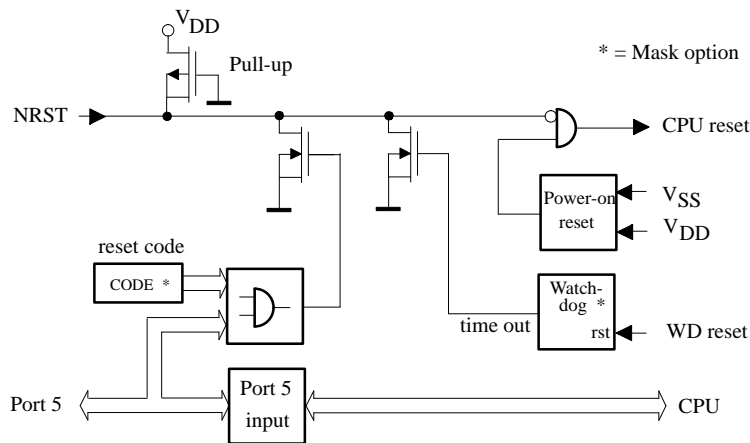 VDD
Pull-up
* = Mask option
NRST
CPU reset
Power-on
reset
VSS
VDD
reset code
CODE *
Watch-
dog *
rst
time out
WD reset
Port 5
Port 5
input
CPU